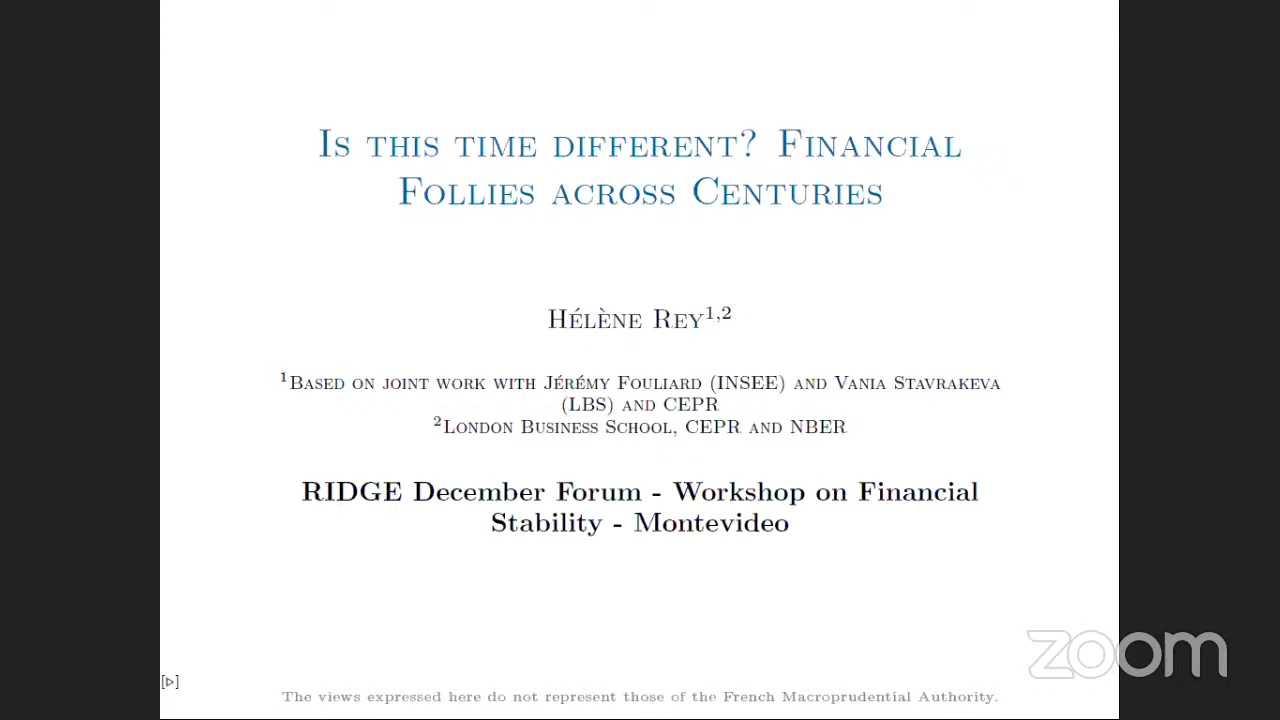 Is this time different? Financial
Follies across Centuries
Hélène Rey1,2
1Based on joint work with Jérémy Fouliard (INSEE) and Vania Stavrakeva
(LBS) and CEPR
2London Business School, CEPR and NBER
RIDGE December Forum - Workshop on Financial
Stability - Montevideo
zoom
The views expressed here do not represent those of the French Macroprudential Authority.